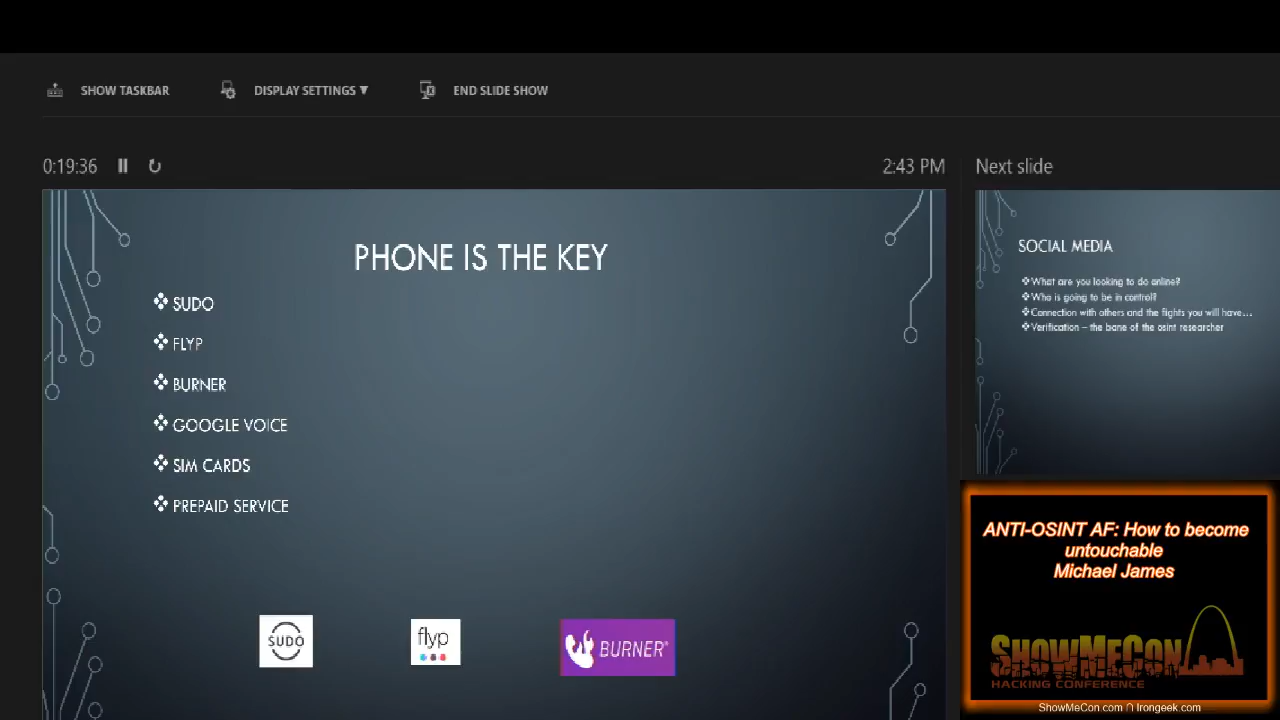 SHOW TASKBAR
DISPLAY SETTINGS ▼
END SLIDE SHOW
0:19:36
2:43 PM
Next slide
PHONE IS THE KEY
❖ SUDO
❖ FLYP
❖ BURNER
❖ GOOGLE VOICE
❖ SIM CARDS
❖ PREPAID SERVICE
SUDO
flyp
BURNER®
SOCIAL MEDIA
❖What are you looking to do online?
❖Who is going to be in control?
❖Connection with others and the fights you will have...
❖Verification – the bane of the osint researcher
ANTI-OSINT AF: How to become
untouchable
Michael James
SHOWMECON
HACKING CONFERENCE
ShowMeCon.com ∩ Irongeek.com